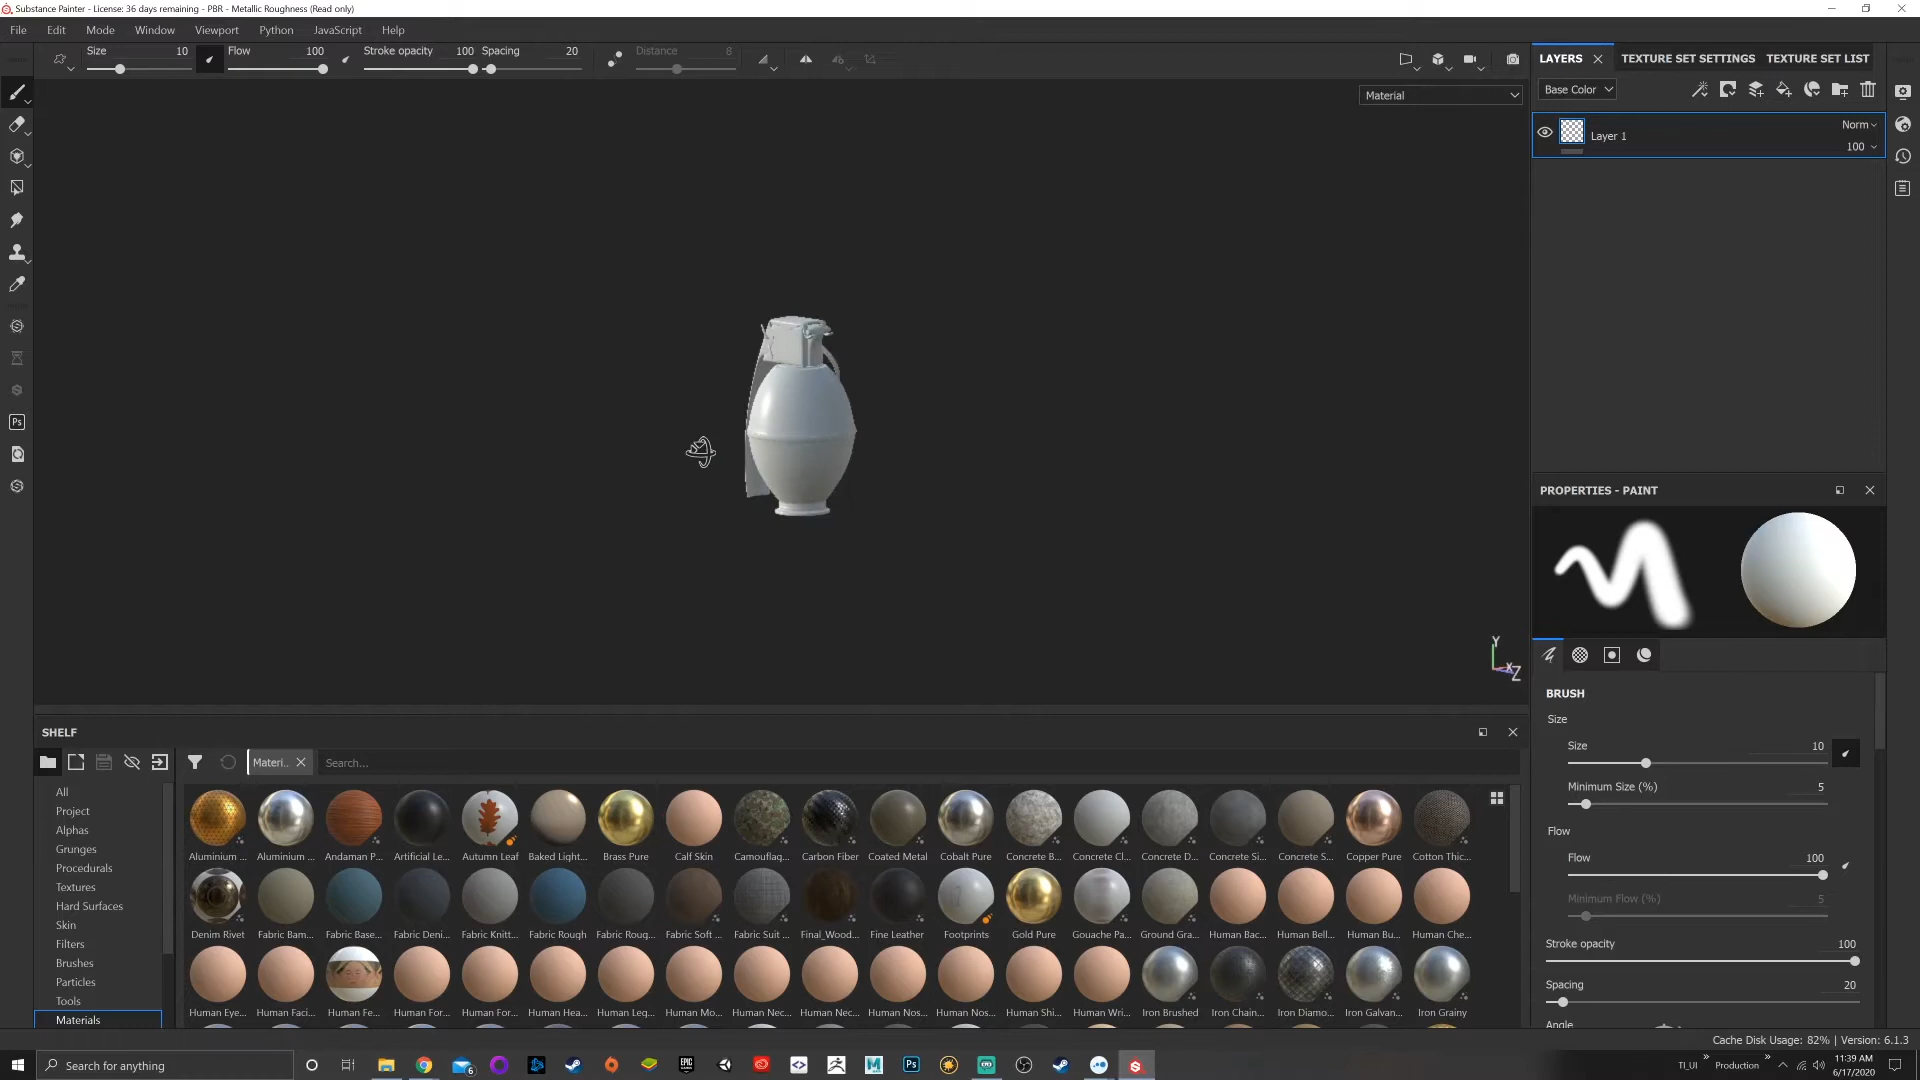 Substance Painter - License: 36 days remaining - PBR - Metallic Roughness (Read only)
File Edit Mode Window Viewport Python JavaScript Help
Size 10 Flow 100 Stroke opacity 100 Spacing 20 Distance 8
Material
LAYERS TEXTURE SET SETTINGS TEXTURE SET LIST
Base Color
Layer 1 Norm 100
Ps
Y
X
Z
PROPERTIES - PAINT
BRUSH
Size
Size 10
Minimum Size (%) 5
Flow
Flow 100
Minimum Flow (%) 5
Stroke opacity 100
Spacing 20
Angle
SHELF
Materi.. Search...
All
Project
Alphas
Grunges
Procedurals
Textures
Hard Surfaces
Skin
Filters
Brushes
Particles
Tools
Materials
Aluminium ... Aluminium ... Andaman P... Artificial Le... Autumn Leaf Baked Light... Brass Pure Calf Skin Camouflag... Carbon Fiber Coated Metal Cobalt Pure Concrete B... Concrete Cl... Concrete D... Concrete Si... Concrete S... Copper Pure Cotton Thic...
Denim Rivet Fabric Bam... Fabric Base... Fabric Deni... Fabric Knitt... Fabric Rough Fabric Roug... Fabric Soft ... Fabric Suit ... Final_Wood... Fine Leather Footprints Gold Pure Gouache Pa... Ground Gra... Human Bac... Human Bell... Human Bu... Human Che...
Human Eye... Human Faci... Human Fe... Human For... Human For... Human Hea... Human Leg... Human Mo... Human Nec... Human Nec... Human Nos... Human Nos... Human Shi... Human Wri... Iron Brushed Iron Chain... Iron Diamo... Iron Galvan... Iron Grainy
Cache Disk Usage: 82% | Version: 6.1.3
Search for anything
6
EPIC GAMES
M
Ps
TI_UI » Production »
11:39 AM
6/17/2020